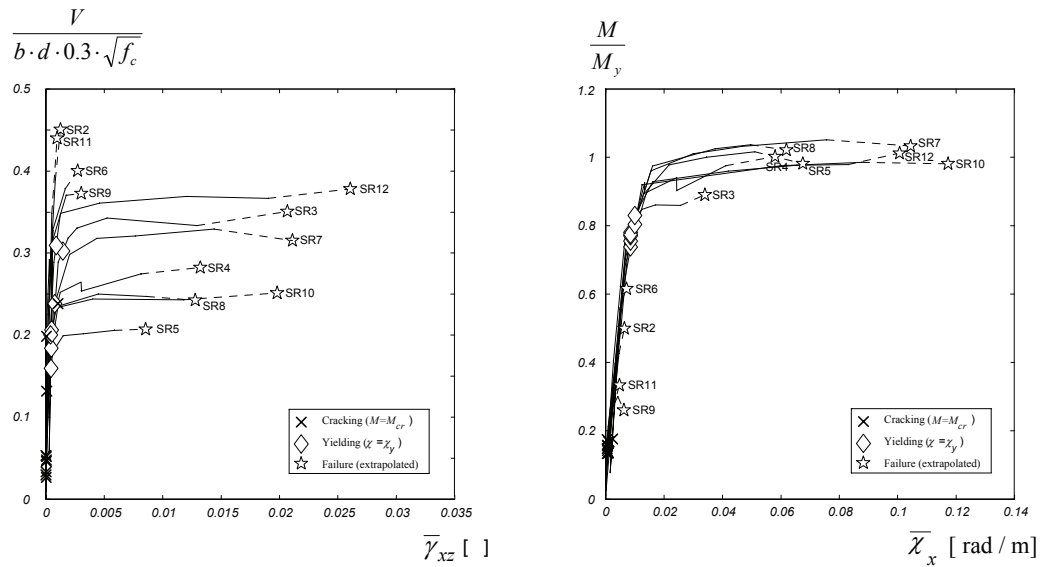 V
b · d · 0.3 · √f_c
0.5
0.4
0.3
0.2
0.1
0
0
0.005
0.01
0.015
0.02
0.025
0.03
0.035
SR2
SR11
SR6
SR9
SR12
SR3
SR7
SR4
SR10
SR8
SR5
Cracking (M=M_cr )
Yielding (χ =χ_y)
Failure (extrapolated)
γ̅_xz [ ]
M
M_y
1.2
1
0.8
0.6
0.4
0.2
0
0
0.02
0.04
0.06
0.08
0.1
0.12
0.14
SR7
SR8
SR12
SR4
SR5
SR10
SR3
SR6
SR2
SR11
SR9
Cracking (M=M_cr )
Yielding (χ =χ_y)
Failure (extrapolated)
χ̅_x [ rad / m ]